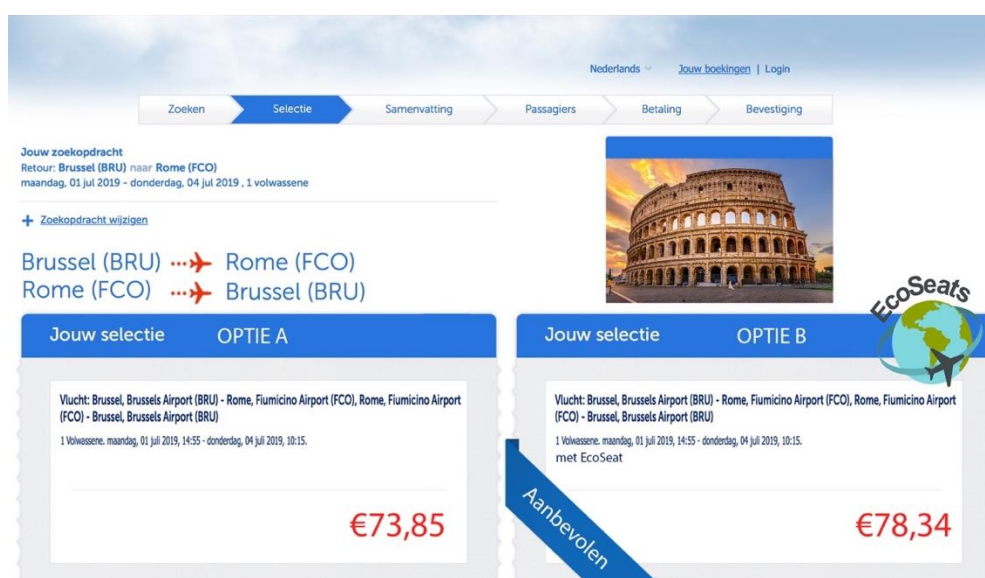 Nederlands
Jouw boekingen | Login
Zoeken
Selectie
Samenvatting
Passagiers
Betaling
Bevestiging
Jouw zoekopdracht
Retour: Brussel (BRU) naar Rome (FCO)
maandag, 01 jul 2019 - donderdag, 04 jul 2019 , 1 volwassene
+ Zoekopdracht wijzigen
Brussel (BRU) Rome (FCO)
Rome (FCO) Brussel (BRU)
EcoSeats
Jouw selectie OPTIE A
Vlucht: Brussel, Brussels Airport (BRU) - Rome, Fiumicino Airport (FCO), Rome, Fiumicino Airport
(FCO) - Brussel, Brussels Airport (BRU)
1 Volwassene. maandag, 01 juli 2019, 14:55 - donderdag, 04 juli 2019, 10:15.
€73,85
Jouw selectie OPTIE B
Vlucht: Brussel, Brussels Airport (BRU) - Rome, Fiumicino Airport (FCO), Rome, Fiumicino Airport
(FCO) - Brussel, Brussels Airport (BRU)
1 Volwassene. maandag, 01 juli 2019, 14:55 - donderdag, 04 juli 2019, 10:15.
met EcoSeat
Aanbevolen
€78,34